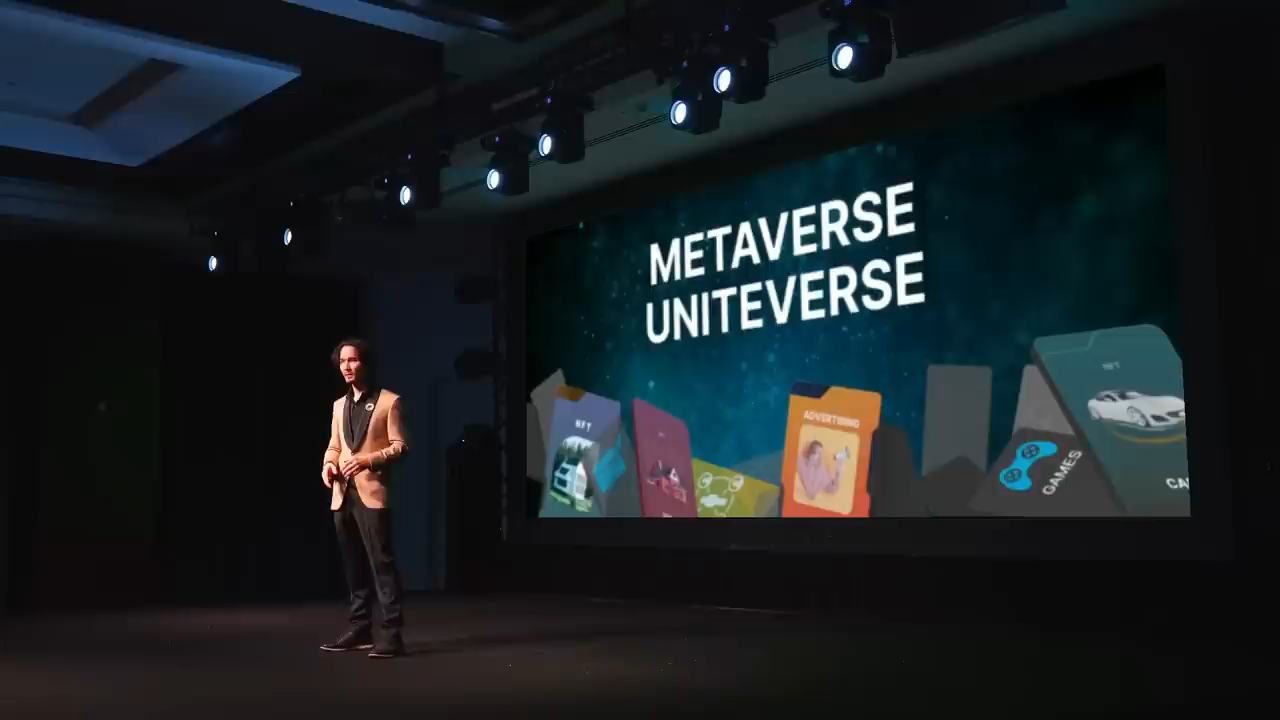 METAVERSE
UNITEVERSE
NFT
ADVERTISING
GAMES
NFT
CA